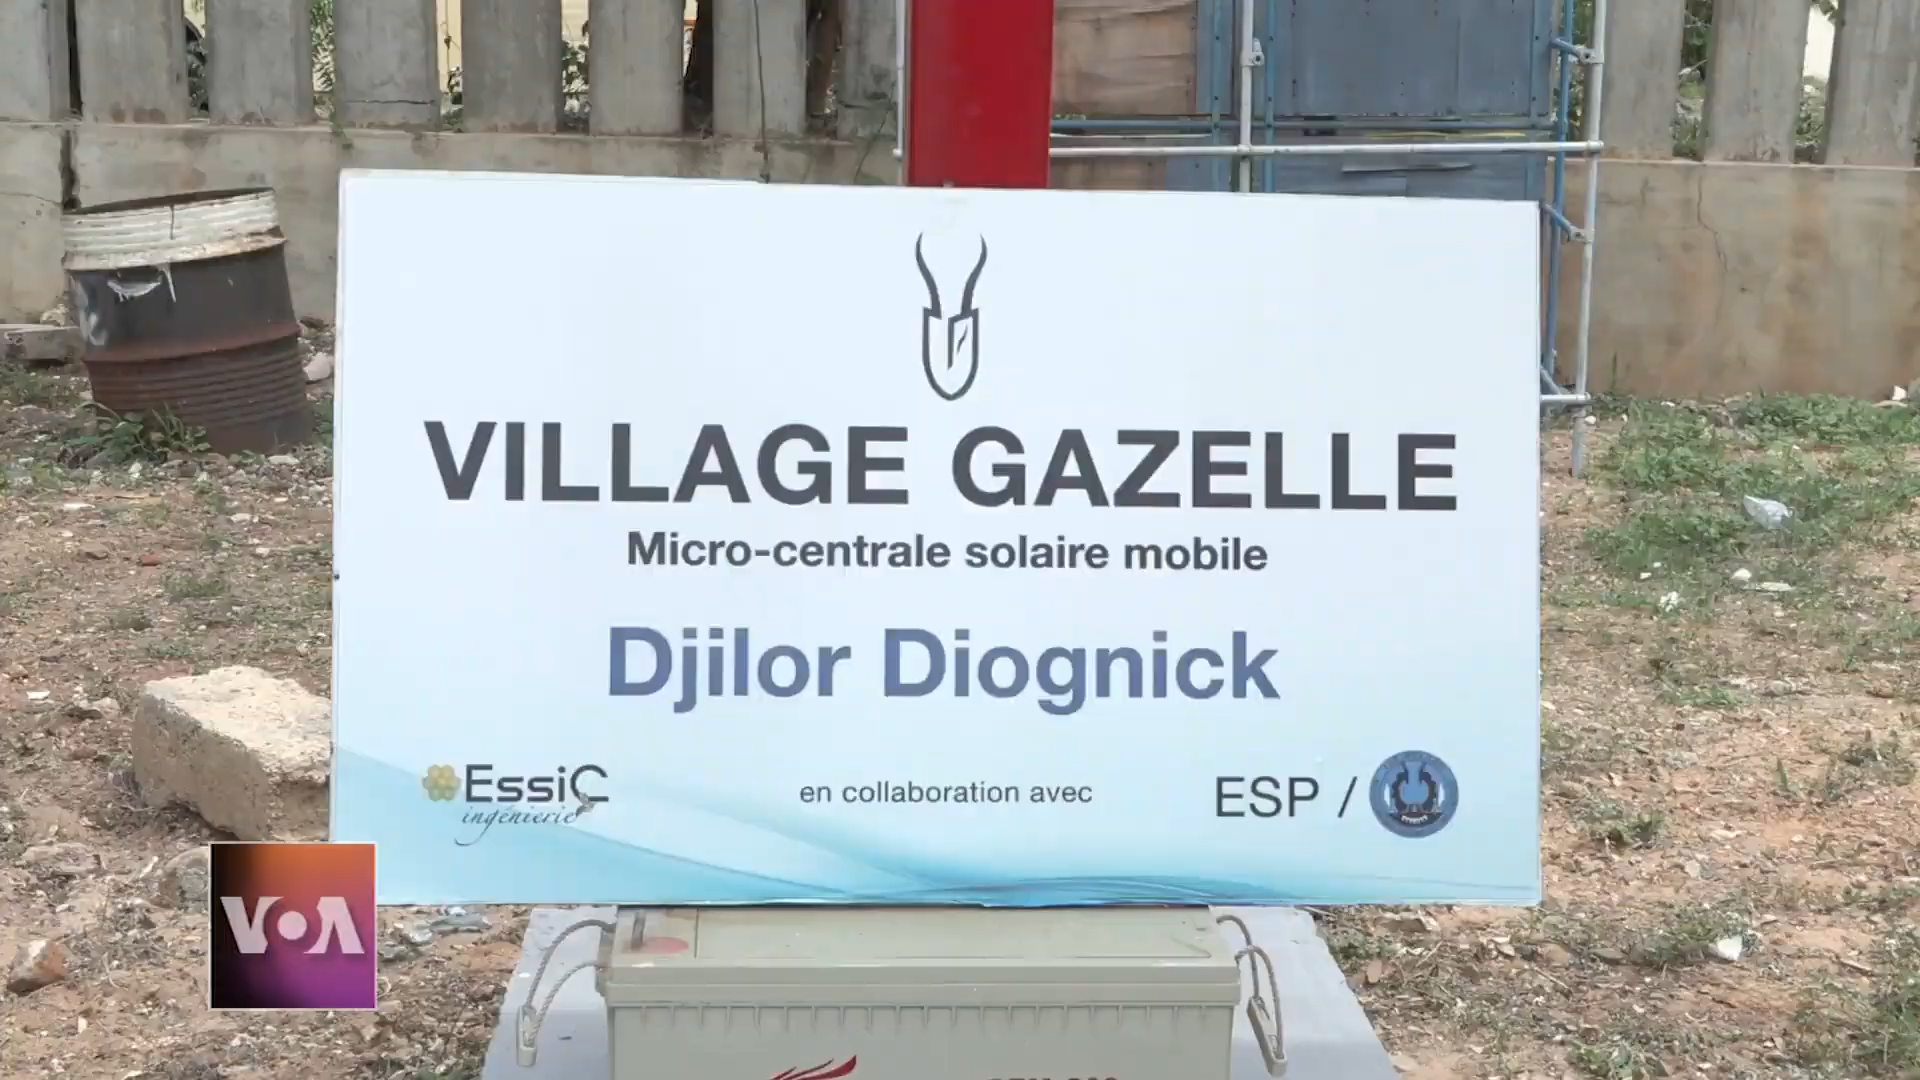 VILLAGE GAZELLE
Micro-centrale solaire mobile
Djilor Diognick
EssiC
ingénierie
en collaboration avec
ESP /
VOA